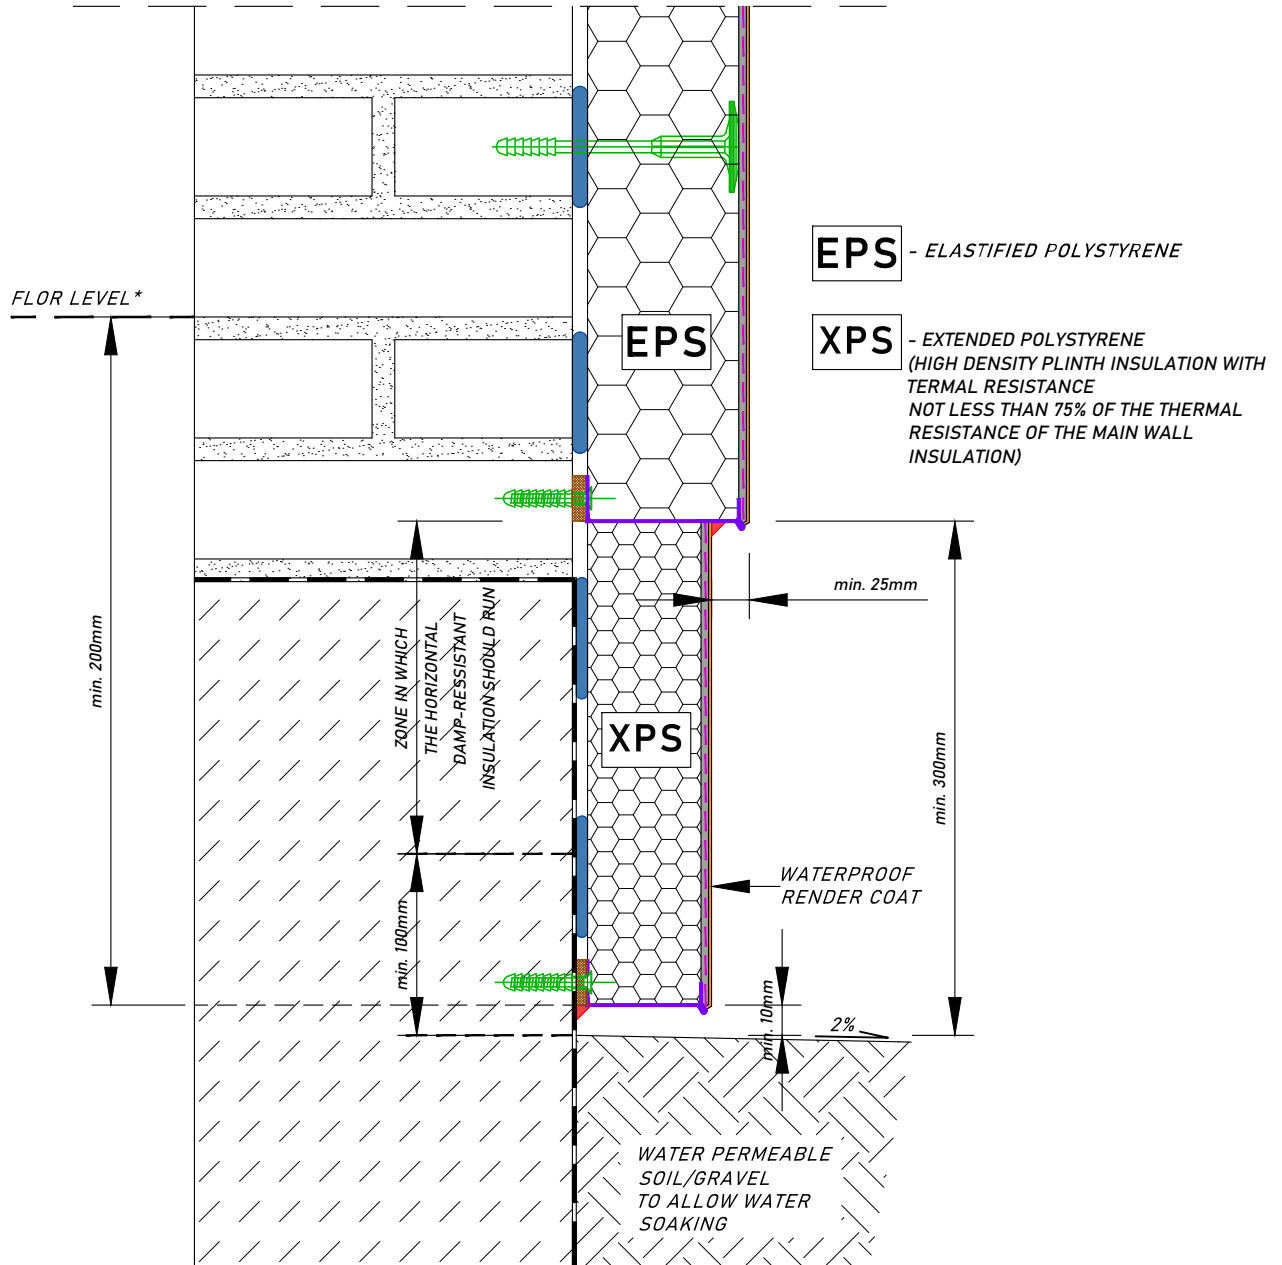 EPS - ELASTIFIED POLYSTYRENE
FLOR LEVEL*
EPS
XPS - EXTENDED POLYSTYRENE
(HIGH DENSITY PLINTH INSULATION WITH
TERMAL RESISTANCE
NOT LESS THAN 75% OF THE THERMAL
RESISTANCE OF THE MAIN WALL
INSULATION)
min. 25mm
min. 200mm
ZONE IN WHICH
THE HORIZONTAL
DAMP-RESSISTANT
INSULATION SHOULD RUN
XPS
min. 300mm
WATERPROOF
RENDER COAT
min. 100mm
min. 10mm
2%
WATER PERMEABLE
SOIL/GRAVEL
TO ALLOW WATER
SOAKING